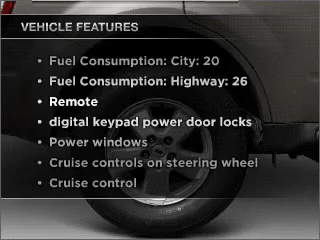 VEHICLE FEATURES
• Fuel Consumption: City: 20
• Fuel Consumption: Highway: 26
• Remote
• digital keypad power door locks
• Power windows
• Cruise controls on steering wheel
• Cruise control